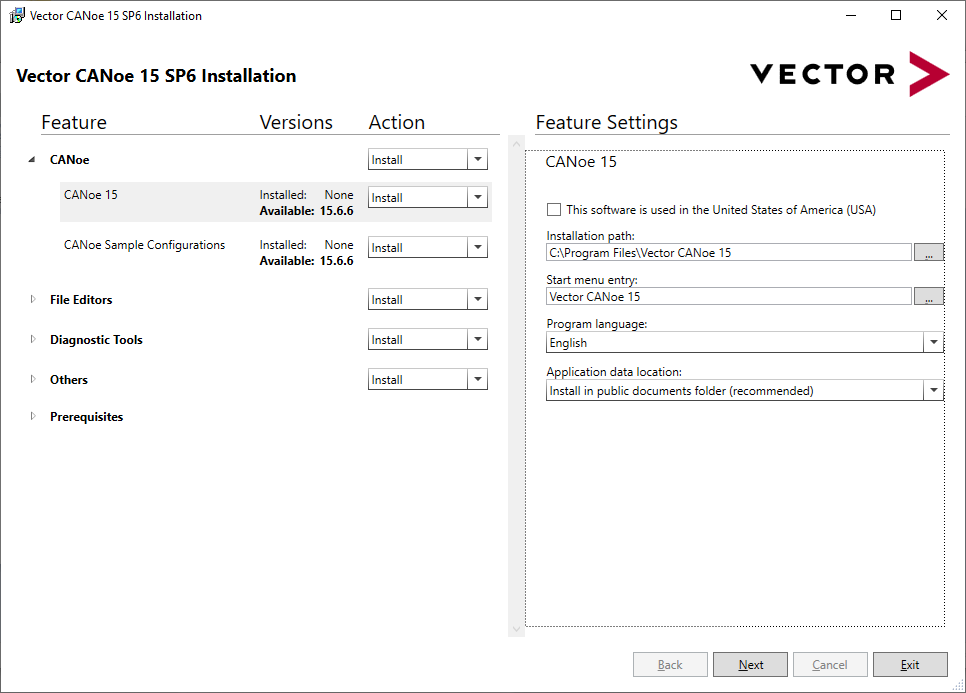 Vector CANoe 15 SP6 Installation
Vector CANoe 15 SP6 Installation
VECTOR
Feature Versions Action
CANoe Install
CANoe 15 Installed: None Install
Available: 15.6.6
CANoe Sample Configurations Installed: None Install
Available: 15.6.6
File Editors Install
Diagnostic Tools Install
Others Install
Prerequisites
Feature Settings
CANoe 15
This software is used in the United States of America (USA)
Installation path:
C:\Program Files\Vector CANoe 15 ...
Start menu entry:
Vector CANoe 15 ...
Program language:
English
Application data location:
Install in public documents folder (recommended)
Back Next Cancel Exit